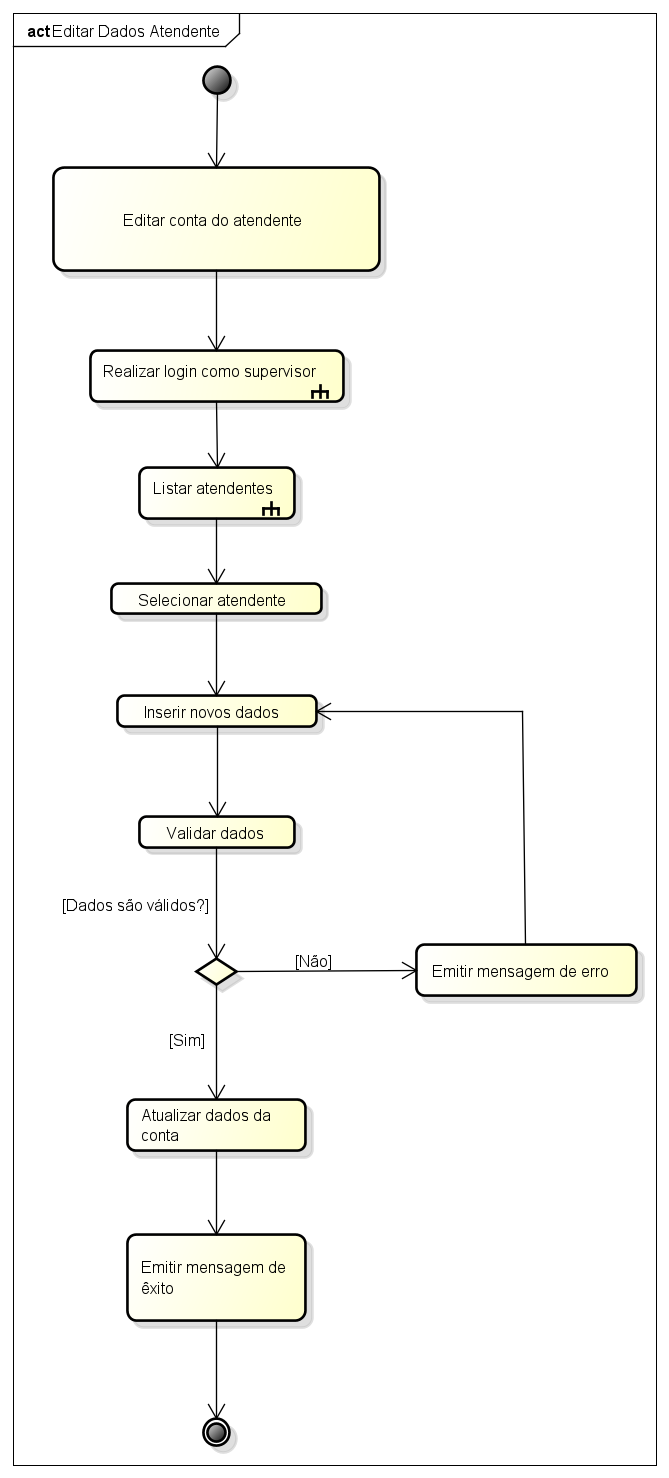 act Editar Dados Atendente
Editar conta do atendente
Realizar login como supervisor
Listar atendentes
Selecionar atendente
Inserir novos dados
Validar dados
[Dados são válidos?]
[Não]
Emitir mensagem de erro
[Sim]
Atualizar dados da
conta
Emitir mensagem de
êxito